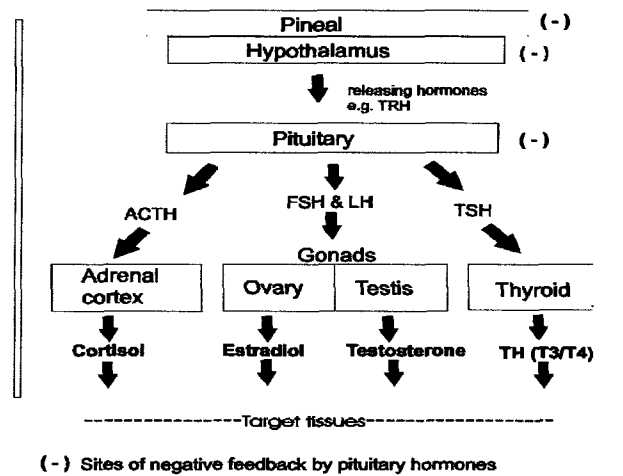 Pineal (-)
Hypothalamus (-)
releasing hormones
e.g. TRH
Pituitary (-)
ACTH FSH & LH TSH
Gonads
Adrenal
cortex
Ovary Testis Thyroid
Cortisol Estradiol Testosterone TH (T3/T4)
Target tissues
(-) Sites of negative feedback by pituitary hormones